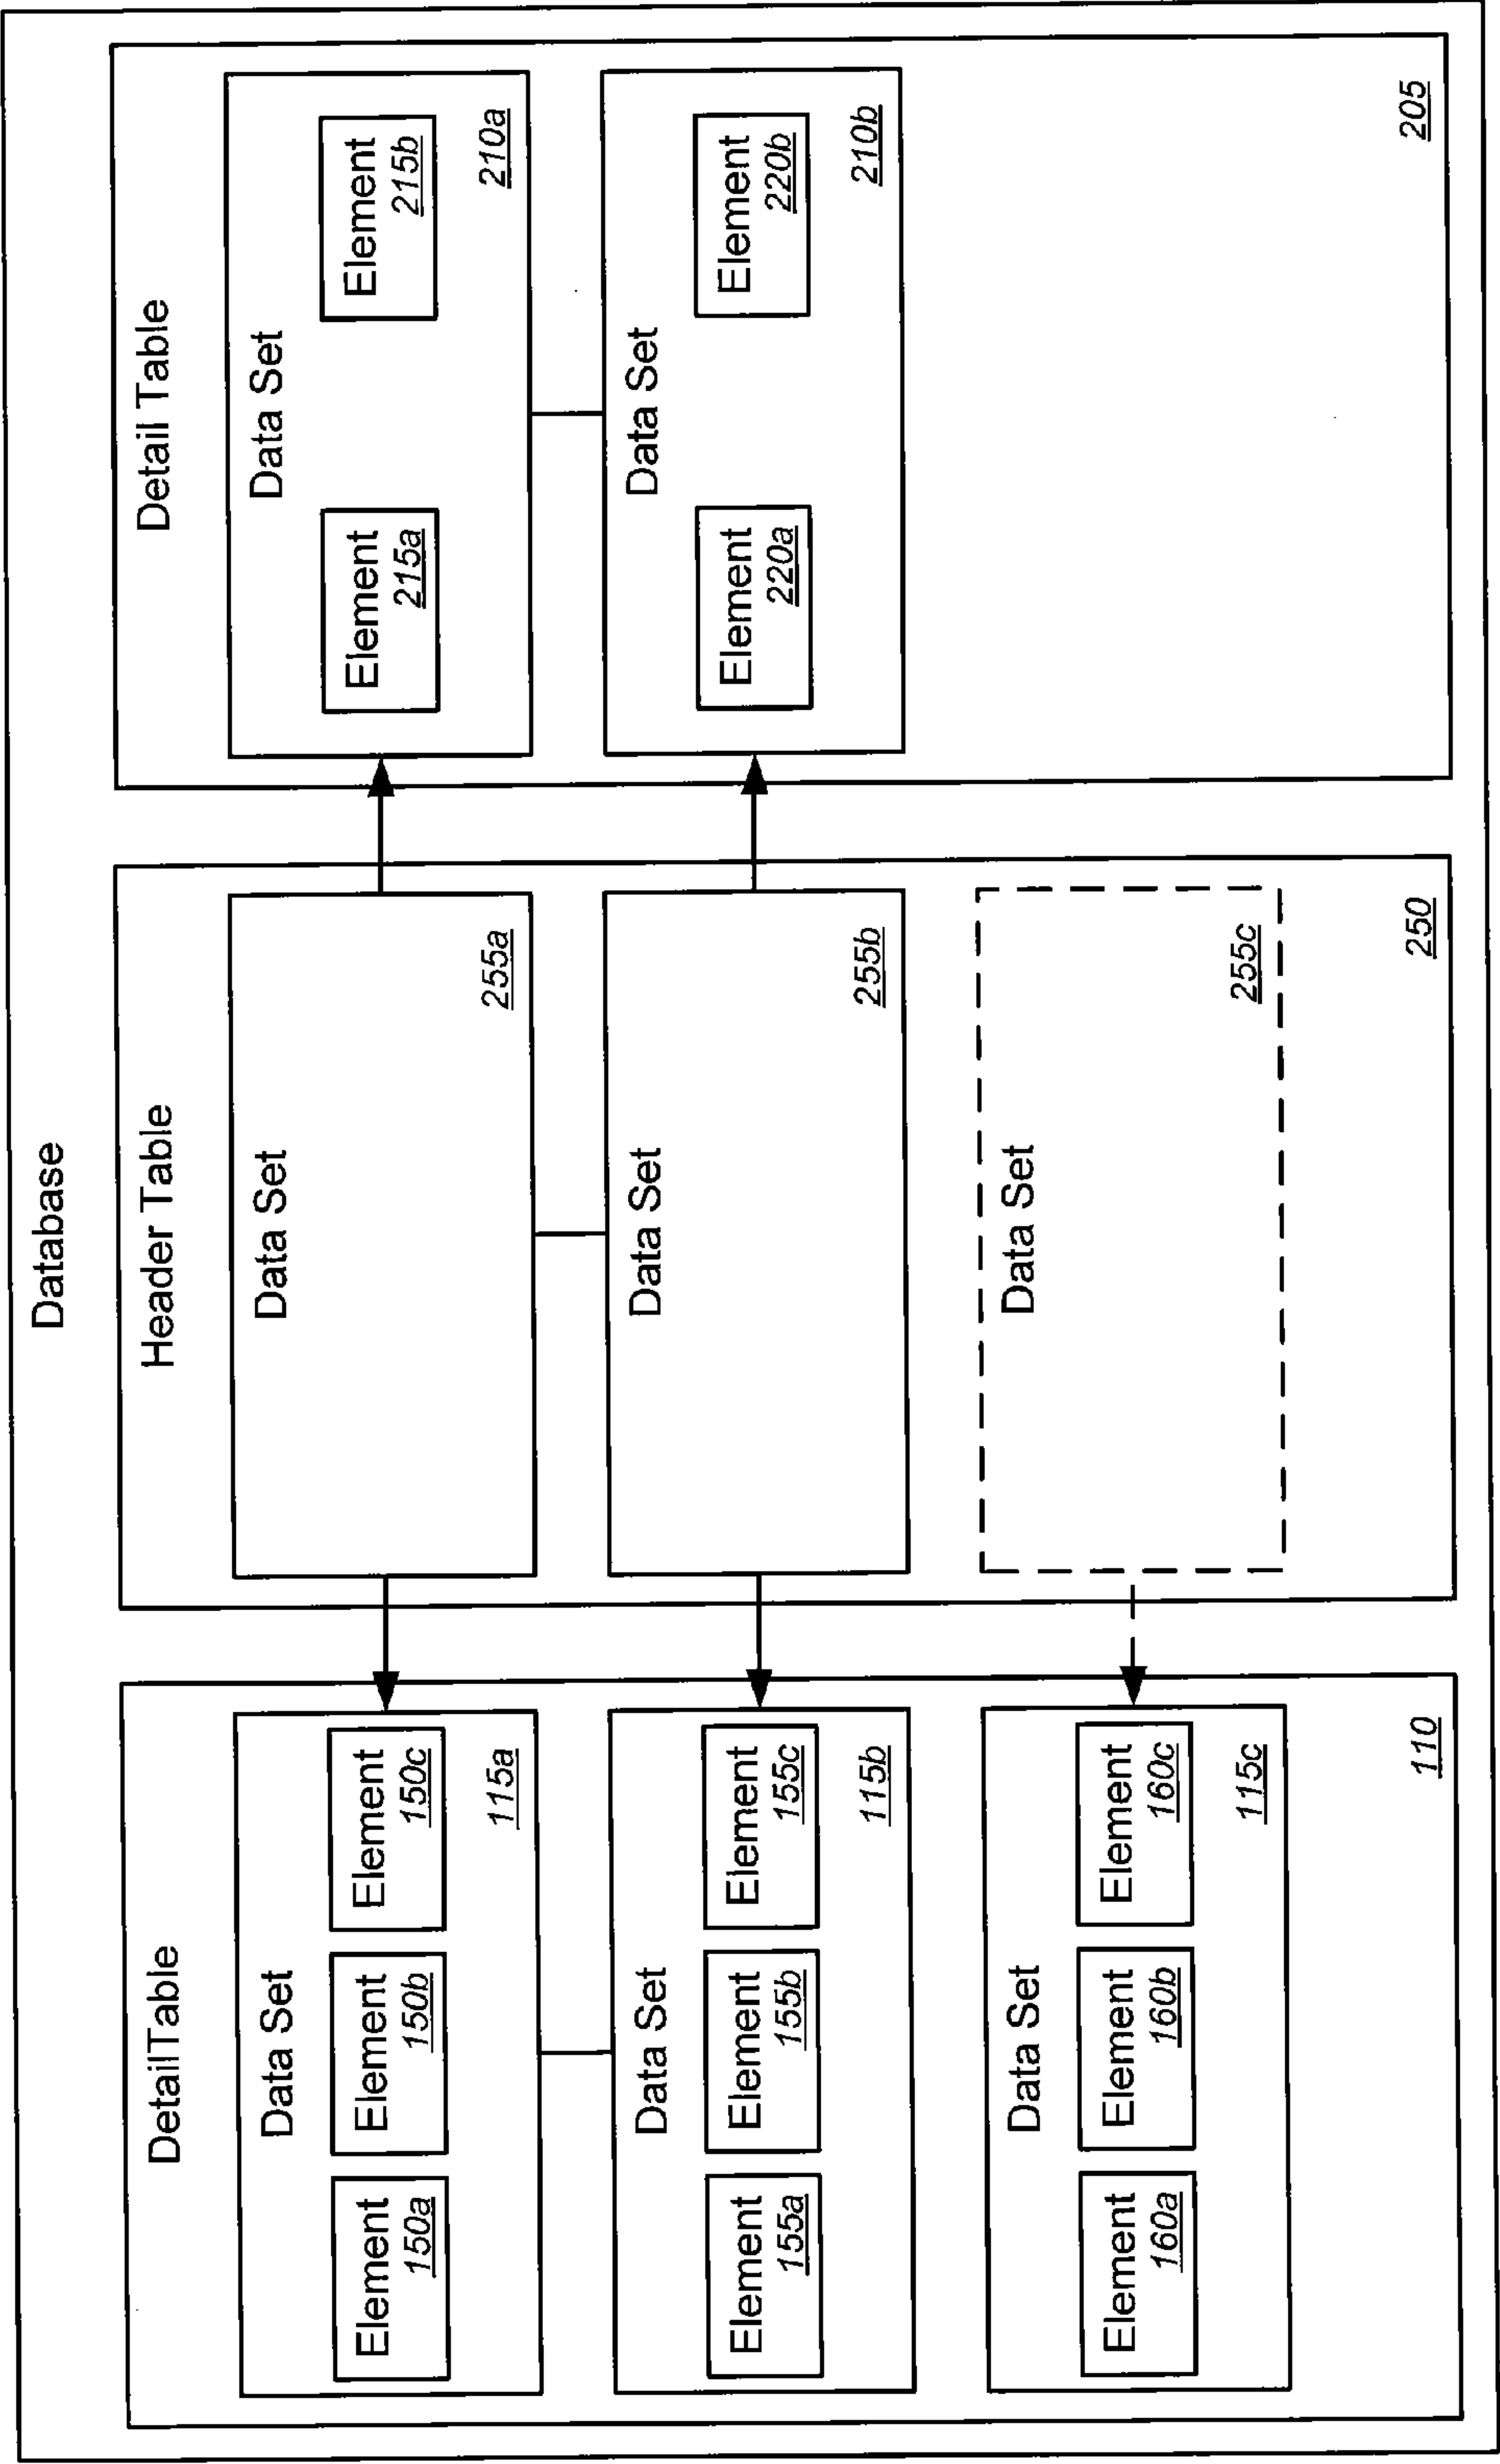 Database
DetailTable
Data Set
Element
150a
Element
150b
Element
150c
115a
Data Set
Element
155a
Element
155b
Element
155c
115b
Data Set
Element
160a
Element
160b
Element
160c
115c
110
Header Table
Data Set
255a
Data Set
255b
Data Set
255c
250
Detail Table
Data Set
Element
215a
Element
215b
210a
Data Set
Element
220a
Element
220b
210b
205